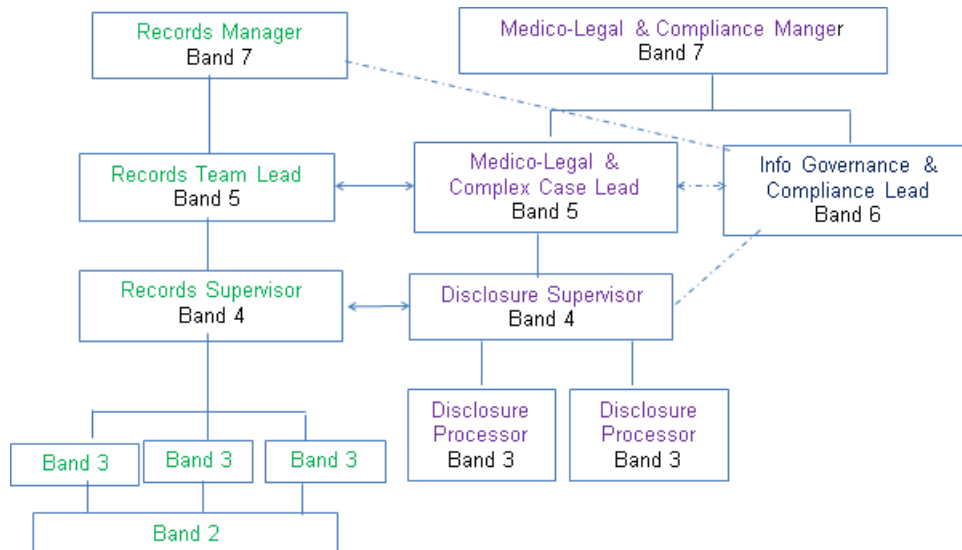 Records Manager
Band 7
Medico-Legal & Compliance Manger
Band 7
Records Team Lead
Band 5
Medico-Legal &
Complex Case Lead
Band 5
Info Governance &
Compliance Lead
Band 6
Records Supervisor
Band 4
Disclosure Supervisor
Band 4
Disclosure
Processor
Band 3
Disclosure
Processor
Band 3
Band 3
Band 3
Band 3
Band 2